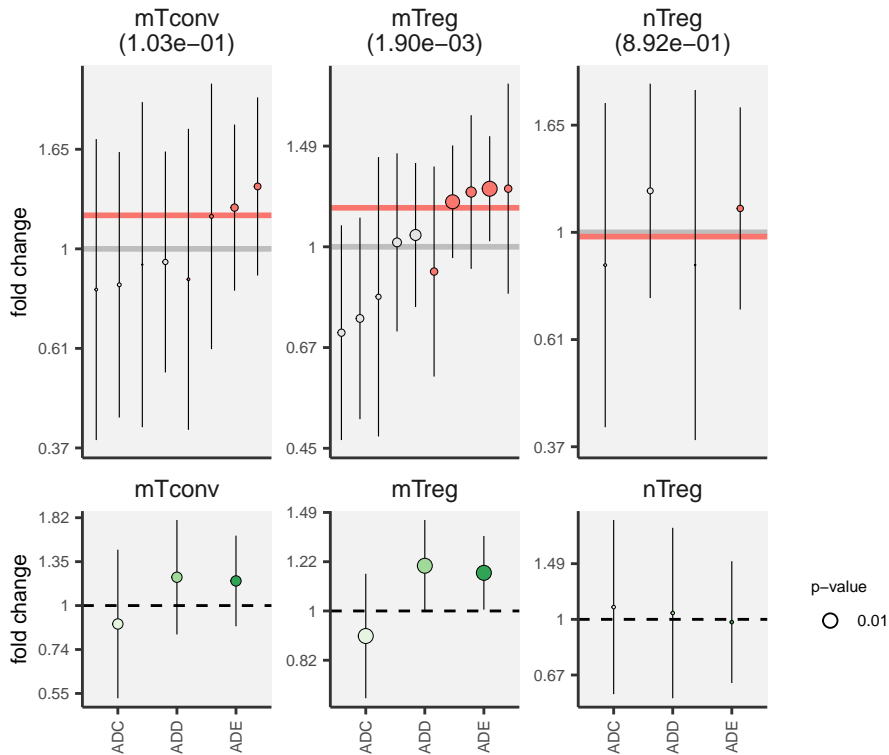 mTconv
(1.03e−01)
mTreg
(1.90e−03)
nTreg
(8.92e−01)
fold change
1.65
1
0.61
0.37
1.49
1
0.67
0.45
1.65
1
0.61
0.37
mTconv
mTreg
nTreg
fold change
1.82
1.35
1
0.74
0.55
1.49
1.22
1
0.82
1.49
1
0.67
ADC
ADD
ADE
ADC
ADD
ADE
ADC
ADD
ADE
p−value
0.01